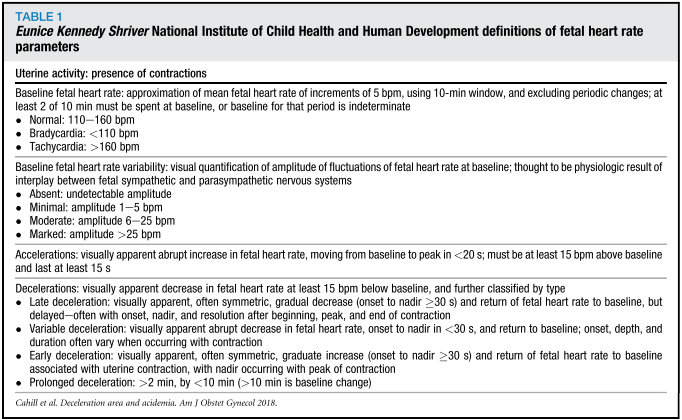 TABLE 1
Eunice Kennedy Shriver National Institute of Child Health and Human Development definitions of fetal heart rate
parameters
Uterine activity: presence of contractions
Baseline fetal heart rate: approximation of mean fetal heart rate of increments of 5 bpm, using 10-min window, and excluding periodic changes; at
least 2 of 10 min must be spent at baseline, or baseline for that period is indeterminate
• Normal: 110–160 bpm
• Bradycardia: <110 bpm
• Tachycardia: >160 bpm
Baseline fetal heart rate variability: visual quantification of amplitude of fluctuations of fetal heart rate at baseline; thought to be physiologic result of
interplay between fetal sympathetic and parasympathetic nervous systems
• Absent: undetectable amplitude
• Minimal: amplitude 1–5 bpm
• Moderate: amplitude 6–25 bpm
• Marked: amplitude >25 bpm
Accelerations: visually apparent abrupt increase in fetal heart rate, moving from baseline to peak in <20 s; must be at least 15 bpm above baseline
and last at least 15 s
Decelerations: visually apparent decrease in fetal heart rate at least 15 bpm below baseline, and further classified by type
• Late deceleration: visually apparent, often symmetric, gradual decrease (onset to nadir ≥30 s) and return of fetal heart rate to baseline, but
delayed—often with onset, nadir, and resolution after beginning, peak, and end of contraction
• Variable deceleration: visually apparent abrupt decrease in fetal heart rate, onset to nadir in <30 s, and return to baseline; onset, depth, and
duration often vary when occurring with contraction
• Early deceleration: visually apparent, often symmetric, graduate increase (onset to nadir ≥30 s) and return of fetal heart rate to baseline
associated with uterine contraction, with nadir occurring with peak of contraction
• Prolonged deceleration: >2 min, by <10 min (>10 min is baseline change)
Cahill et al. Deceleration area and acidemia. Am J Obstet Gynecol 2018.